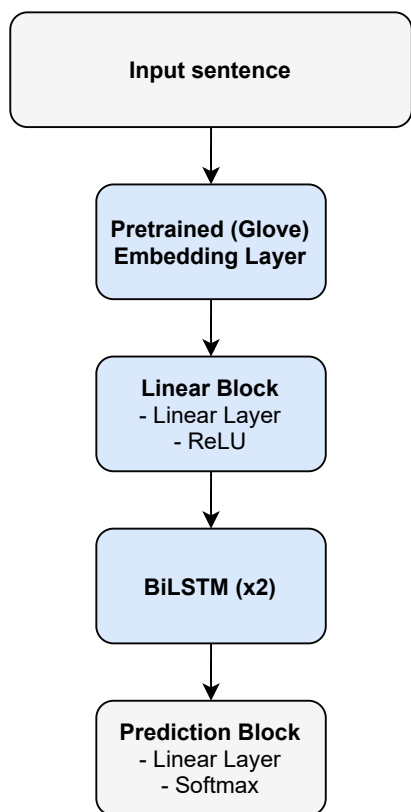 Input sentence
Pretrained (Glove)
Embedding Layer
Linear Block
- Linear Layer
- ReLU
BiLSTM (x2)
Prediction Block
- Linear Layer
- Softmax